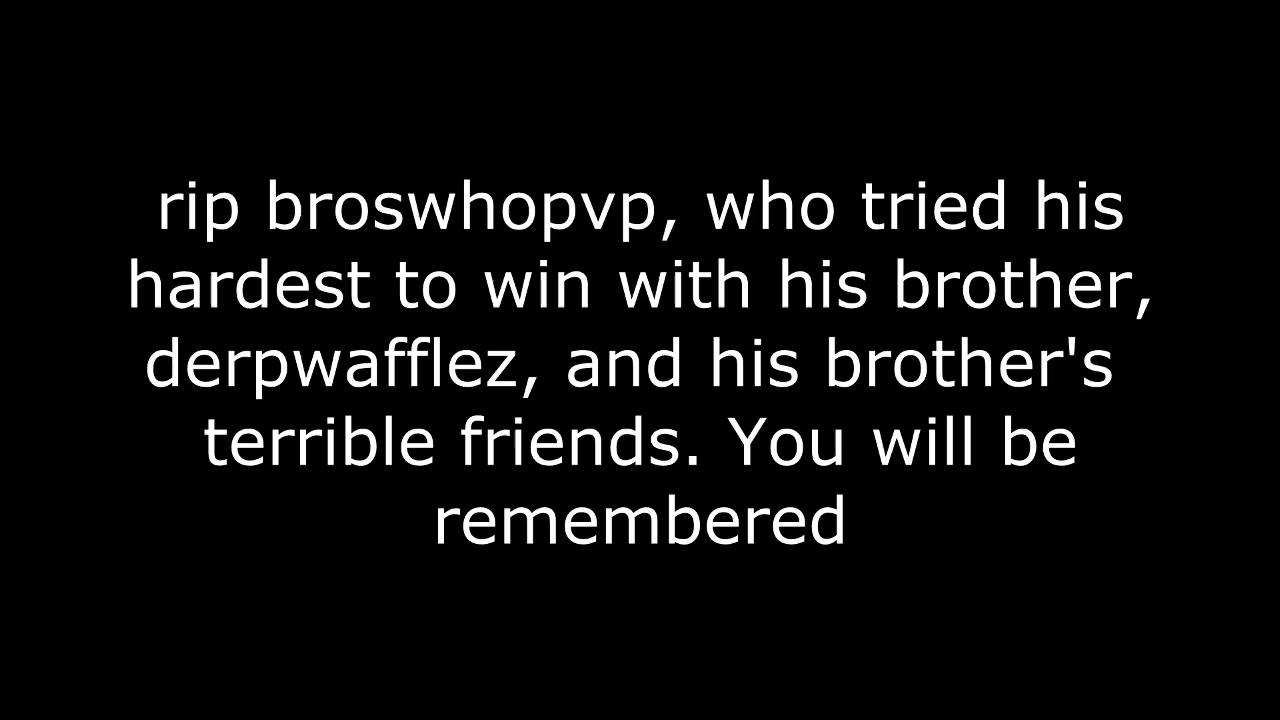 rip broswhopvp, who tried his
hardest to win with his brother,
derpwafflez, and his brother's
terrible friends. You will be
remembered